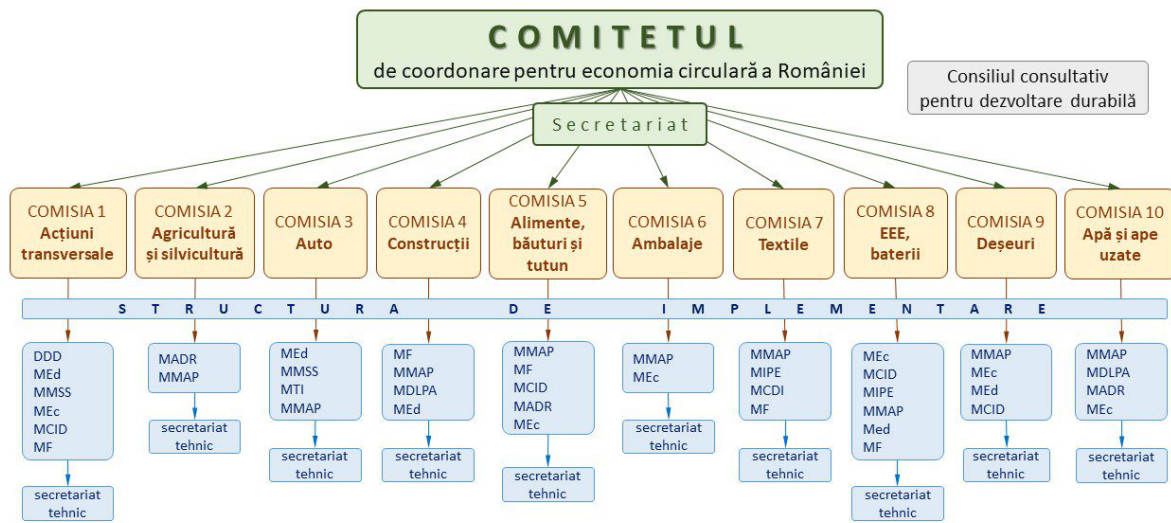 COMITETUL
de coordonare pentru economia circulară a României
Consiliul consultativ
pentru dezvoltare durabilă
Secretariat
COMISIA 1
Acțiuni
transversale
COMISIA 2
Agricultură
și silvicultură
COMISIA 3
Auto
COMISIA 4
Construcții
COMISIA 5
Alimente,
băuturi și
tutun
COMISIA 6
Ambalaje
COMISIA 7
Textile
COMISIA 8
EEE,
baterii
COMISIA 9
Deșeuri
COMISIA 10
Apă și ape
uzate
STRUCTURA DE IMPLEMENTARE
DDD
MEd
MMSS
MEc
MCID
MF
secretariat
tehnic
MADR
MMAP
secretariat
tehnic
MEd
MMSS
MTI
MMAP
secretariat
tehnic
MF
MMAP
MDLPA
MEd
secretariat
tehnic
MMAP
MF
MCID
MADR
MEc
secretariat
tehnic
MMAP
MEc
secretariat
tehnic
MMAP
MIPE
MCDI
MF
secretariat
tehnic
MEc
MCID
MIPE
MMAP
Med
MF
secretariat
tehnic
MMAP
MEc
MEd
MCID
secretariat
tehnic
MMAP
MDLPA
MADR
MEc
secretariat
tehnic